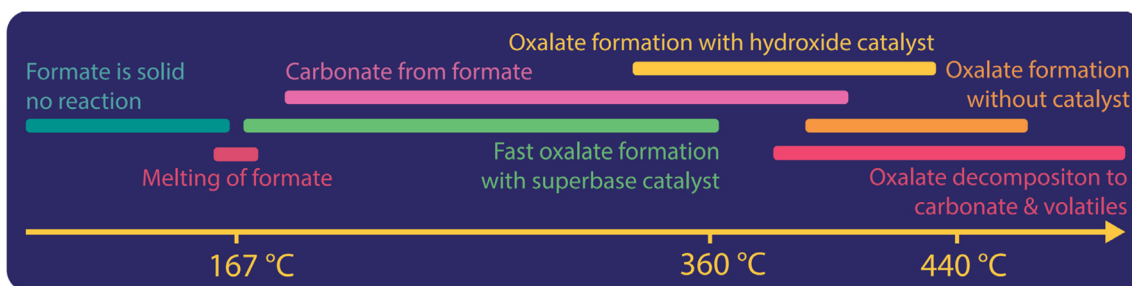 Oxalate formation with hydroxide catalyst
Formate is solid
no reaction
Carbonate from formate
Oxalate formation
without catalyst
Melting of formate
Fast oxalate formation
with superbase catalyst
Oxalate decompositon to
carbonate & volatiles
167 °C
360 °C
440 °C